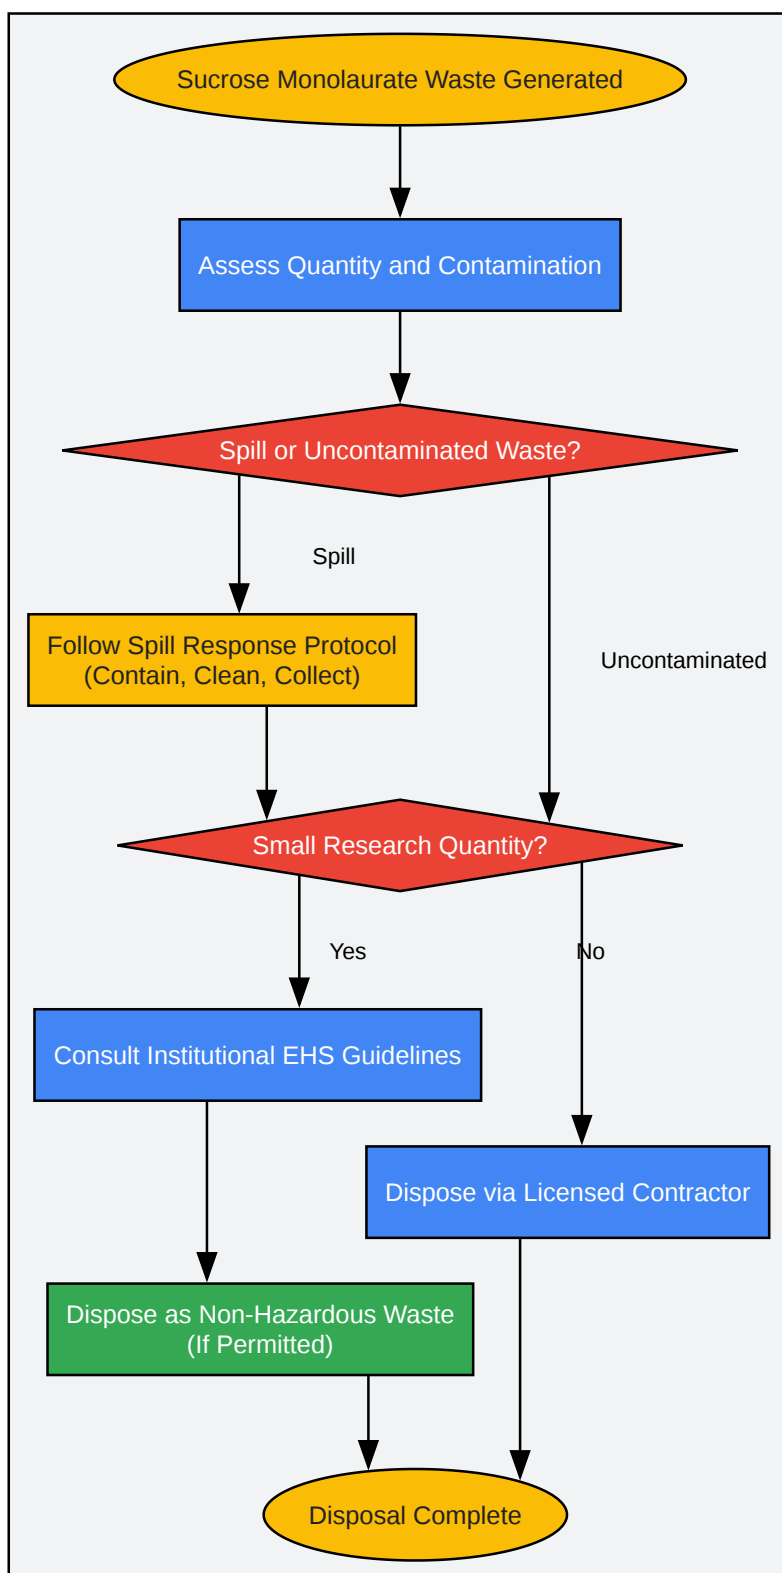 Sucrose Monolaurate Waste Generated
Assess Quantity and Contamination
Spill or Uncontaminated Waste?
Spill
Follow Spill Response Protocol
(Contain, Clean, Collect)
Uncontaminated
Small Research Quantity?
Yes
No
Consult Institutional EHS Guidelines
Dispose via Licensed Contractor
Dispose as Non-Hazardous Waste
(If Permitted)
Disposal Complete